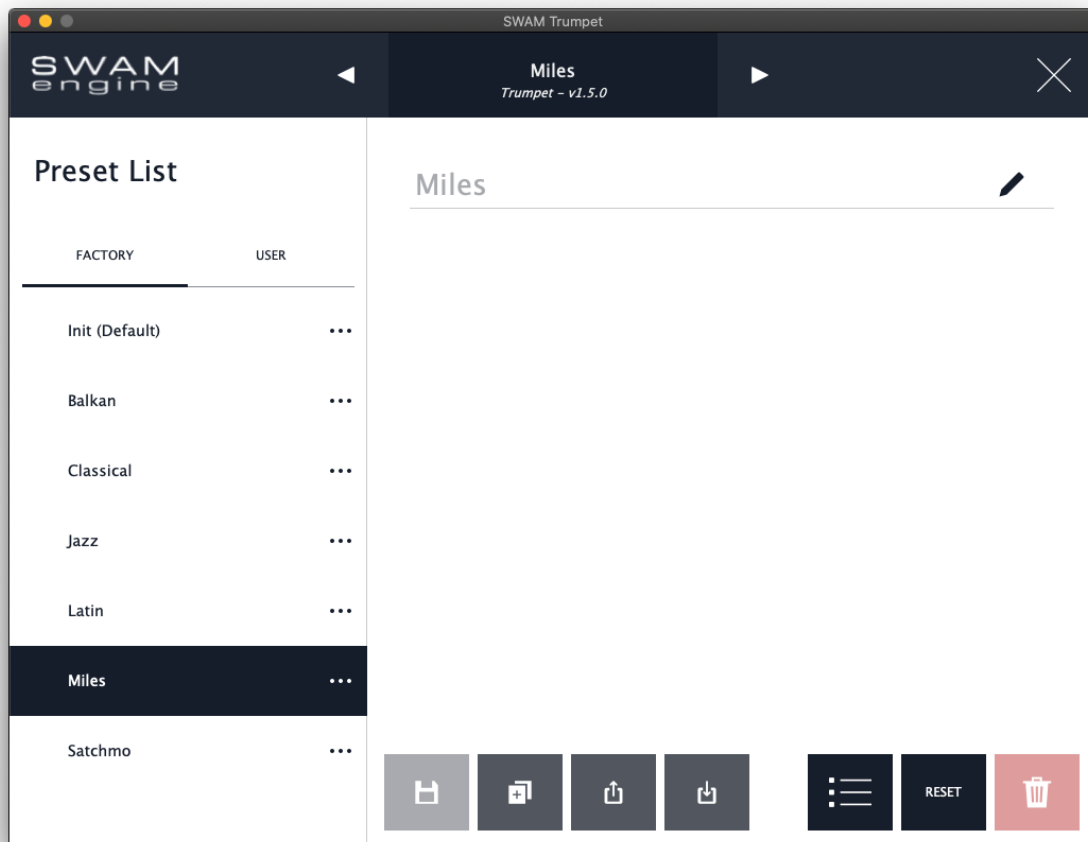 SWAM Trumpet
SWAM
engine
Miles
Trumpet – v1.5.0
Preset List
FACTORY USER
Init (Default)
Balkan
Classical
Jazz
Latin
Miles
Satchmo
Miles
RESET